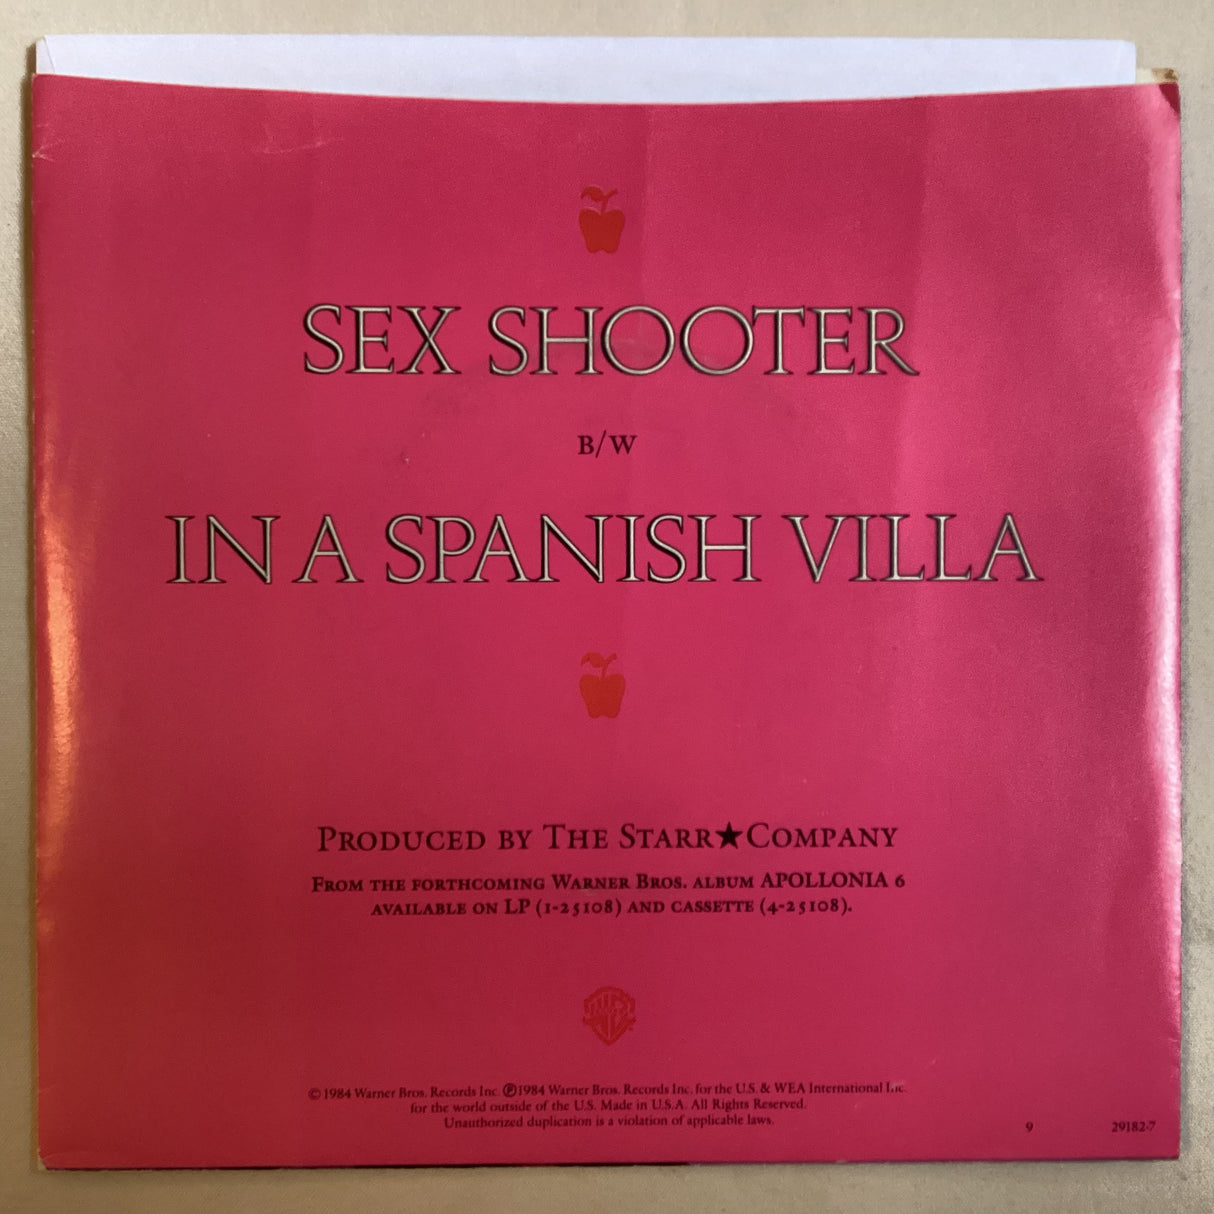 SEX SHOOTER
B/W
IN A SPANISH VILLA
PRODUCED BY THE STARR★COMPANY
FROM THE FORTHCOMING WARNER BROS. ALBUM APOLLONIA 6
AVAILABLE ON LP (1-25108) AND CASSETTE (4-25108).
© 1984 Warner Bros. Records Inc. ℗1984 Warner Bros. Records Inc. for the U.S. & WEA International Inc.
for the world outside of the U.S. Made in U.S.A. All Rights Reserved.
Unauthorized duplication is a violation of applicable laws.
9 29182-7